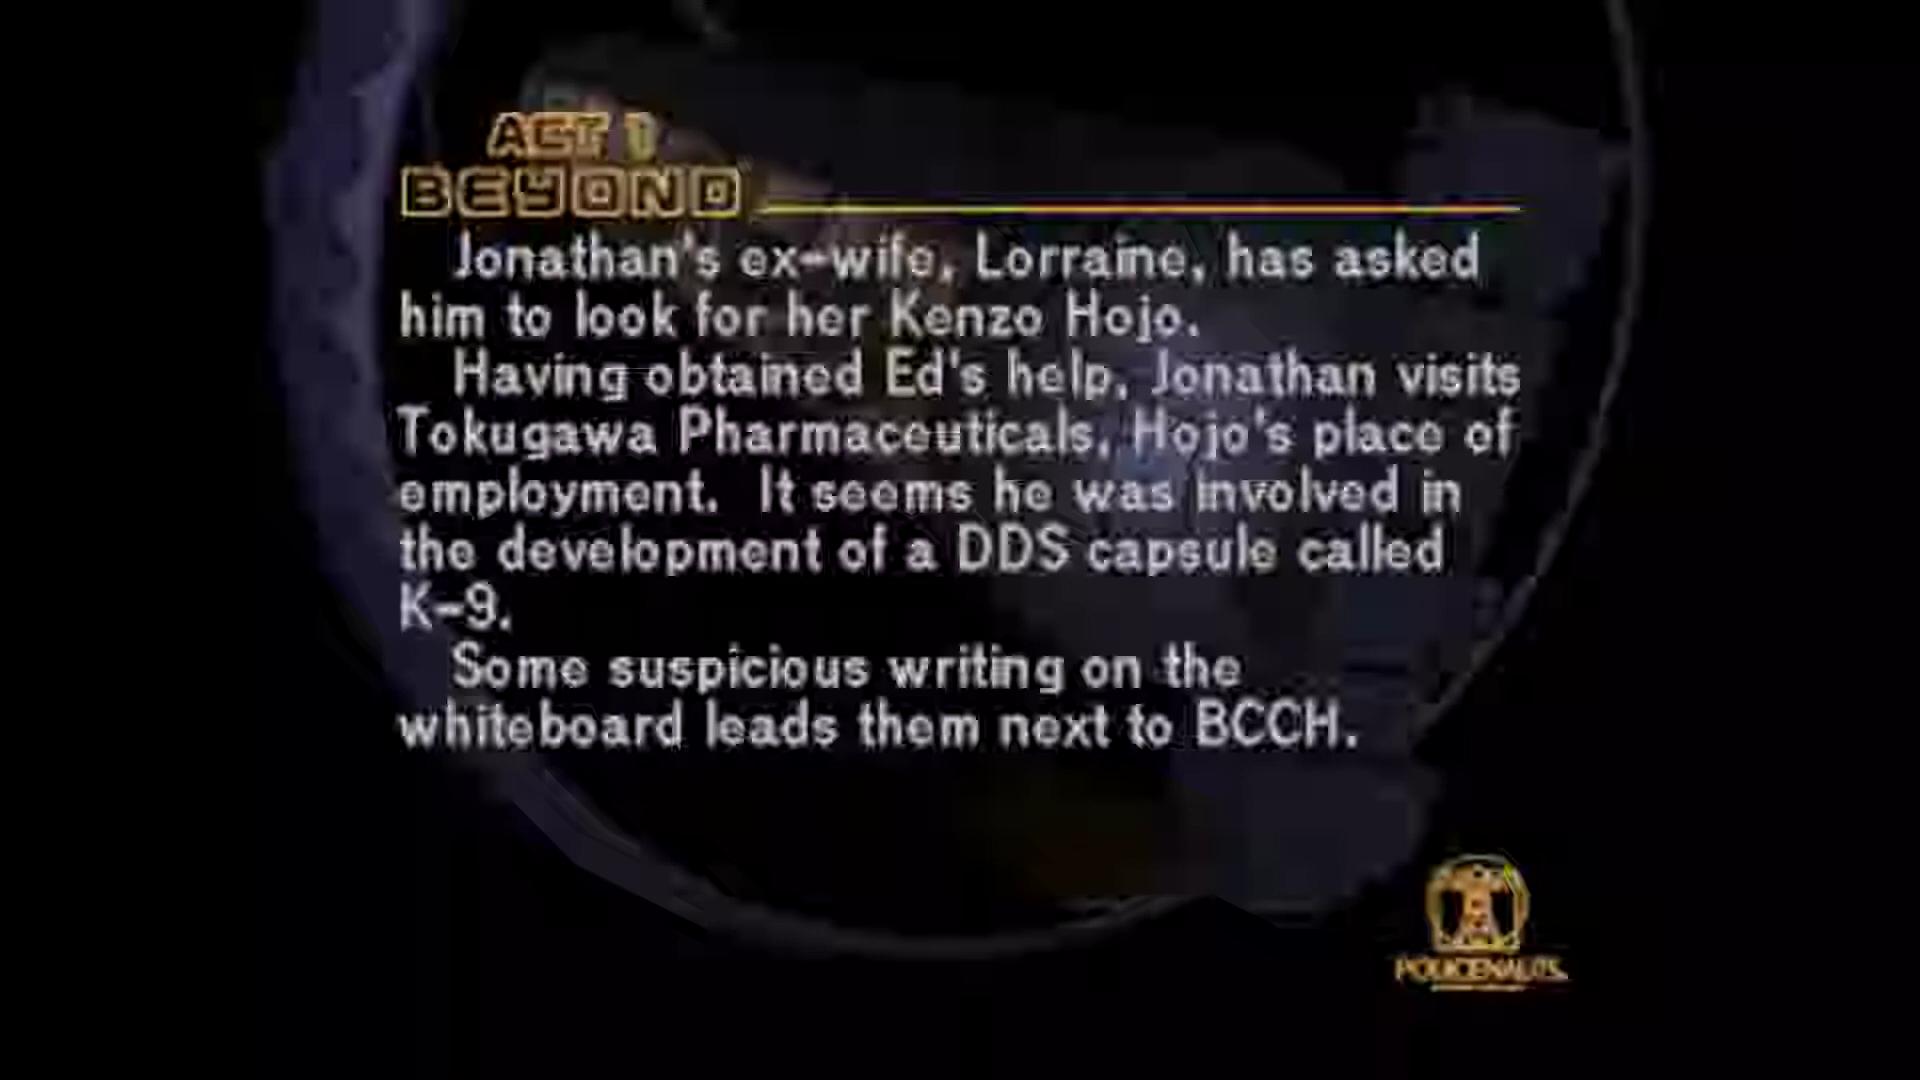 ACT 1
BEYOND
Jonathan's ex-wife, Lorraine, has asked
him to look for her Kenzo Hojo.
Having obtained Ed's help, Jonathan visits
Tokugawa Pharmaceuticals, Hojo's place of
employment.  It seems he was involved in
the development of a DDS capsule called
K-9.
Some suspicious writing on the
whiteboard leads them next to BCCH.
POLICENAUTS